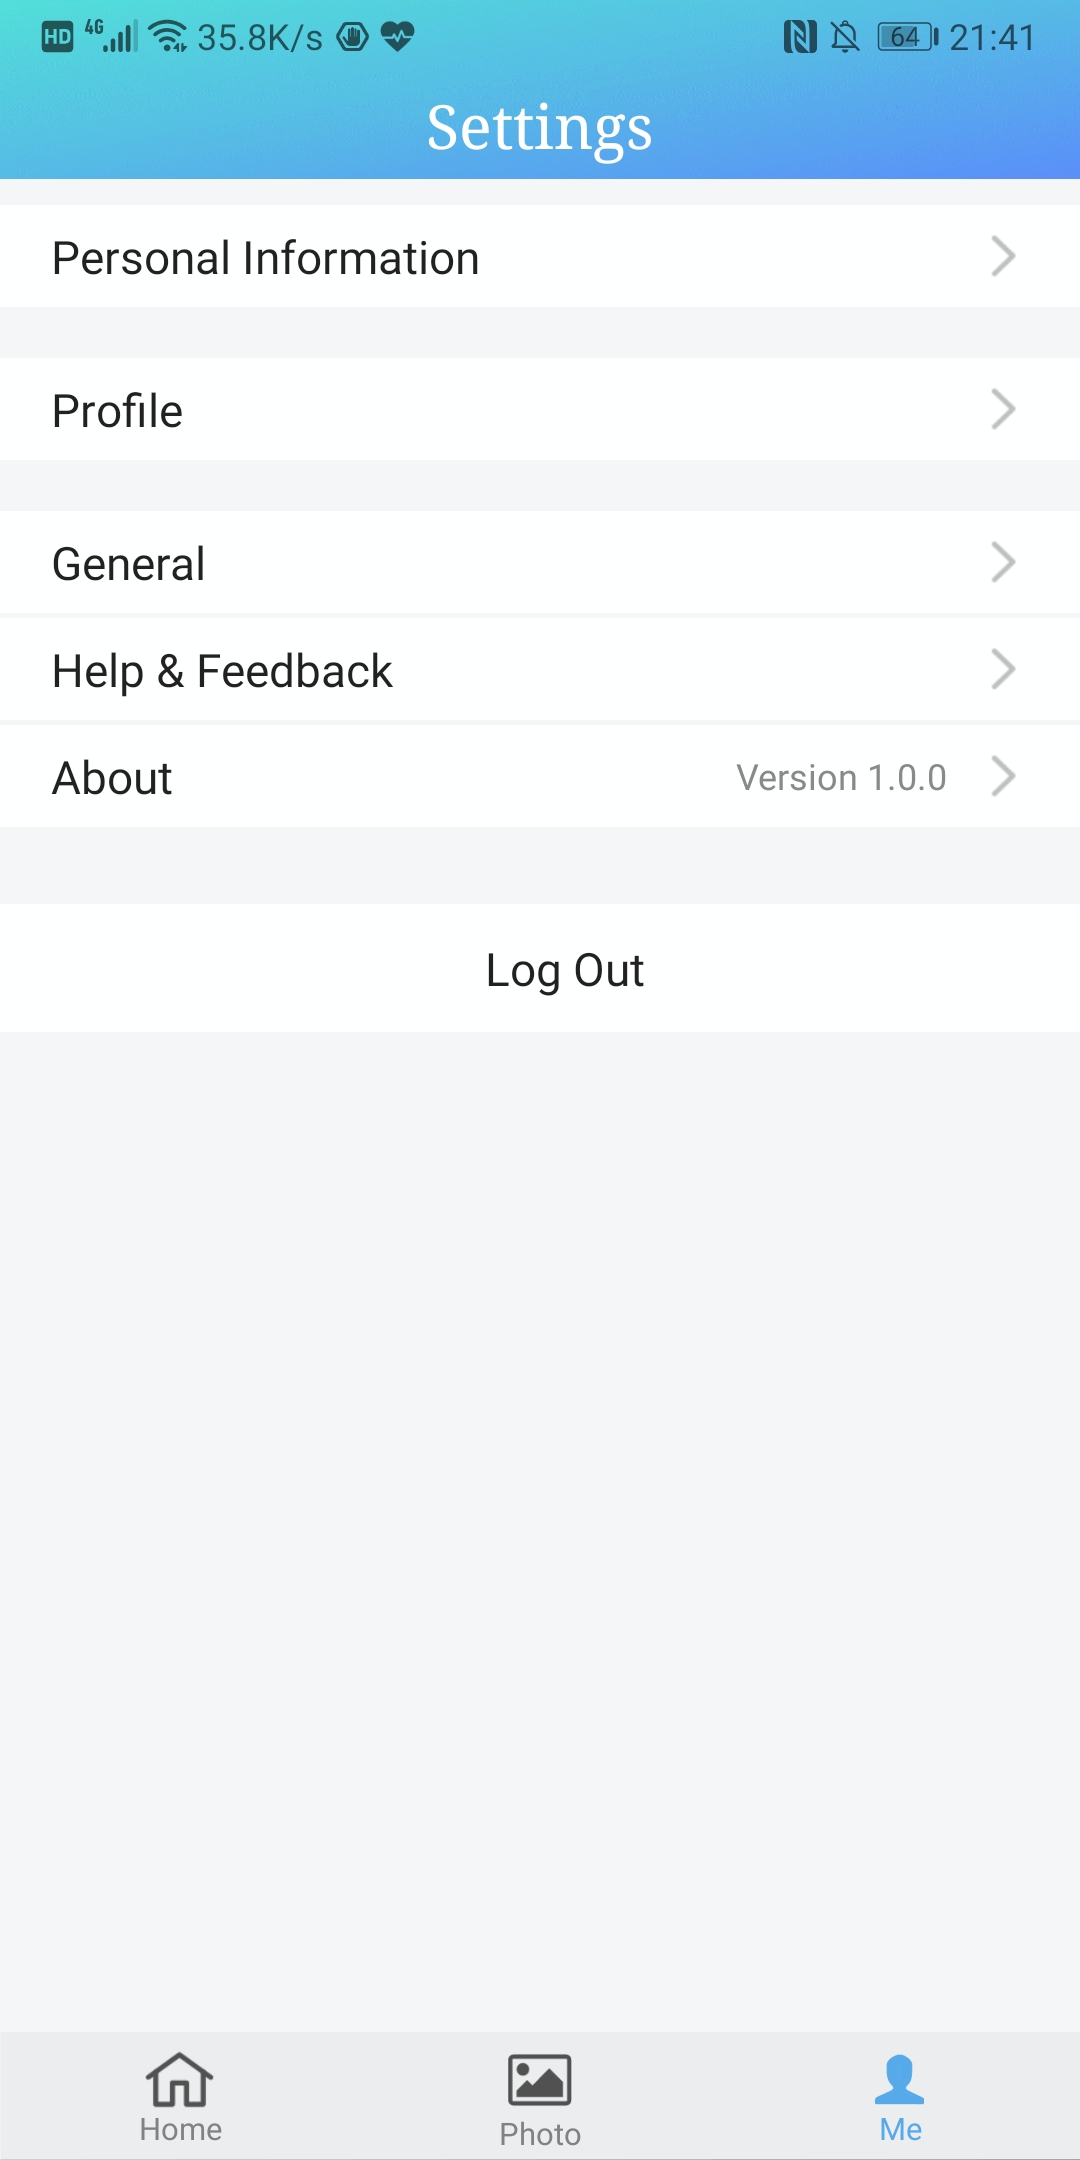 HD 4G 35.8K/s 64 21:41
Settings
Personal Information
Profile
General
Help & Feedback
About Version 1.0.0
Log Out
Home Photo Me